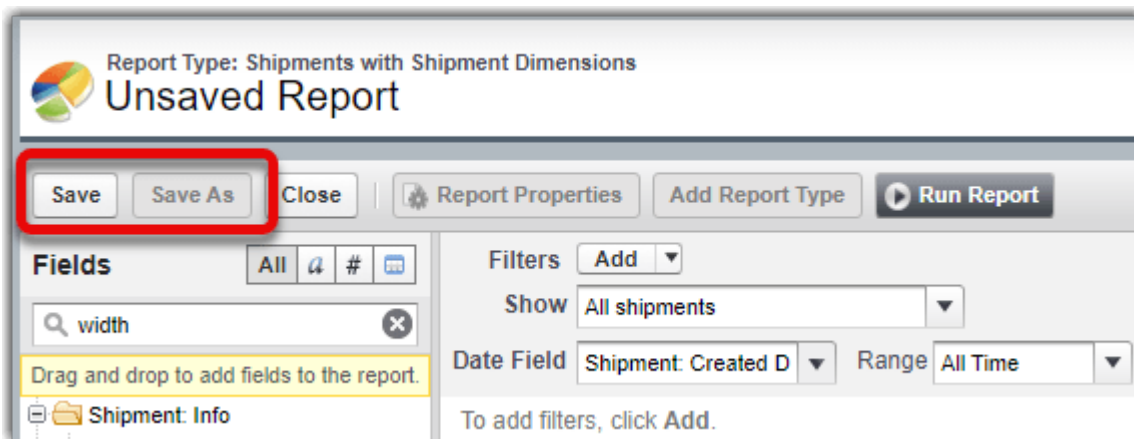 Report Type: Shipments with Shipment Dimensions
Unsaved Report
Save Save As Close Report Properties Add Report Type Run Report
Fields All a #
width
Drag and drop to add fields to the report.
Shipment: Info
Filters Add
Show All shipments
Date Field Shipment: Created D Range All Time
To add filters, click Add.